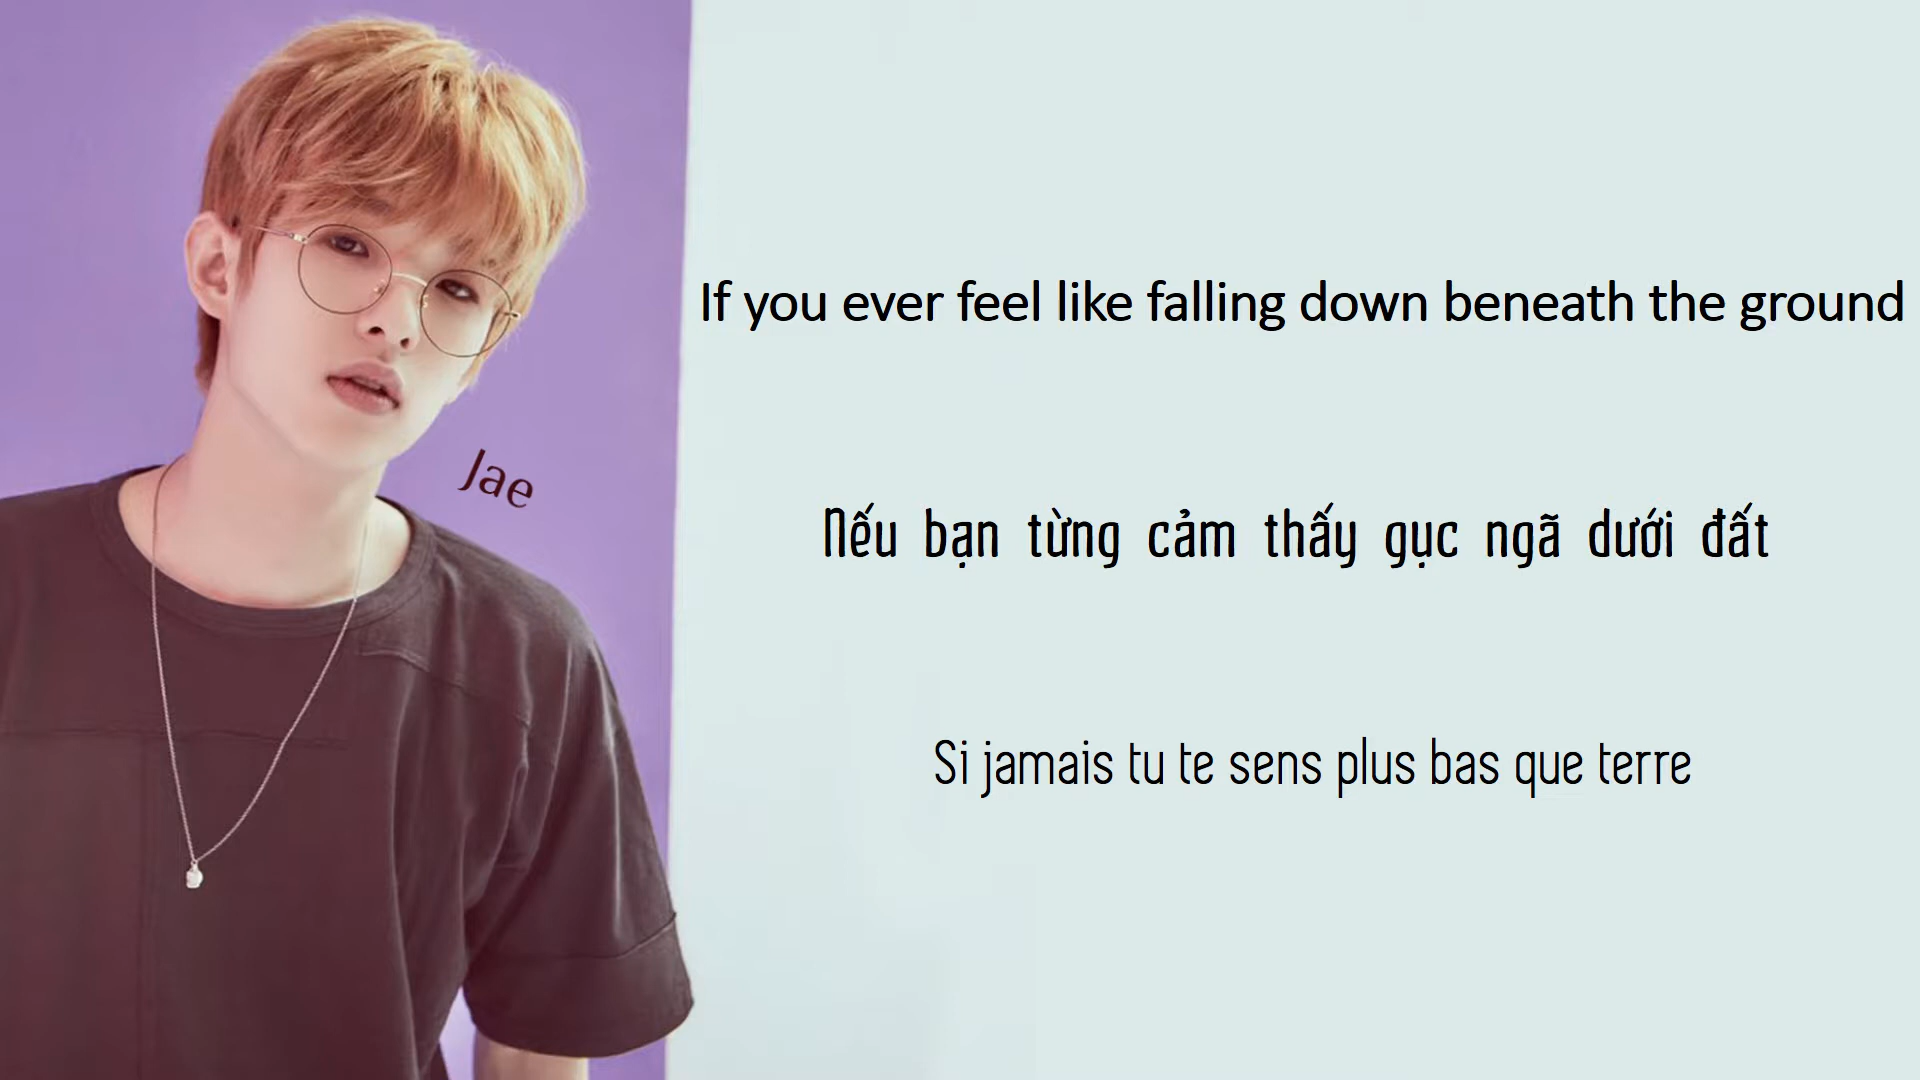 If you ever feel like falling down beneath the ground
Jae
Nếu bạn từng cảm thấy gục ngã dưới đất
Si jamais tu te sens plus bas que terre